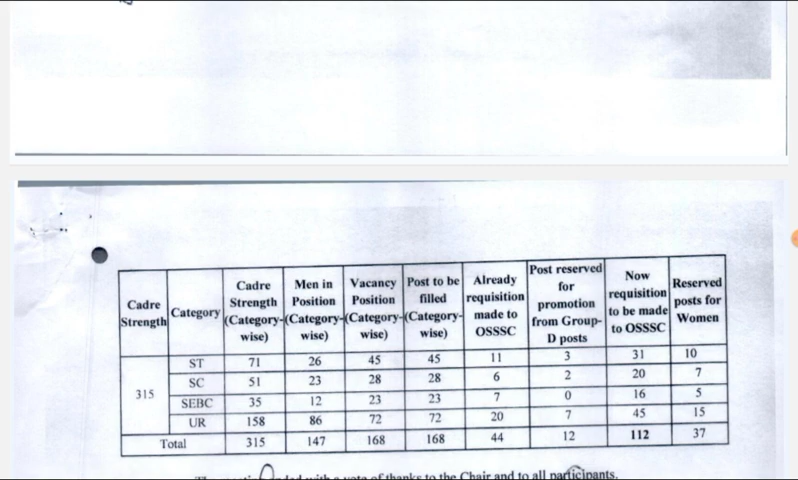 Cadre Strength | Category | Cadre Strength (Category-wise) | Men in Position (Category-wise) | Vacancy Position (Category-wise) | Post to be filled (Category-wise) | Already requisition made to OSSSC | Post reserved for promotion from Group-D posts | Now requisition to be made to OSSSC | Reserved posts for Women
315 | ST | 71 | 26 | 45 | 45 | 11 | 3 | 31 | 10
SC | 51 | 23 | 28 | 28 | 6 | 2 | 20 | 7
SEBC | 35 | 12 | 23 | 23 | 7 | 0 | 16 | 5
UR | 158 | 86 | 72 | 72 | 20 | 7 | 45 | 15
Total | 315 | 147 | 168 | 168 | 44 | 12 | 112 | 37
The meeting ended with a vote of thanks to the Chair and to all participants.